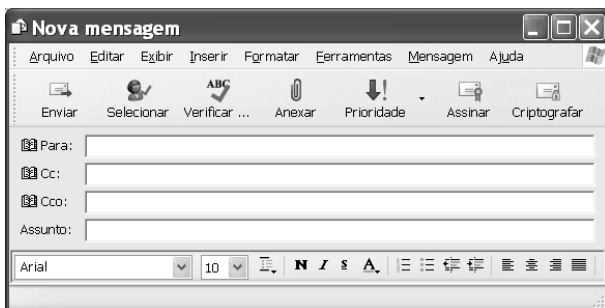 Nova mensagem
Arquivo Editar Exibir Inserir Formatar Ferramentas Mensagem Ajuda
ABC
Enviar Selecionar Verificar ... Anexar Prioridade Assinar Criptografar
Para:
Cc:
Cco:
Assunto:
Arial 10 N I S A